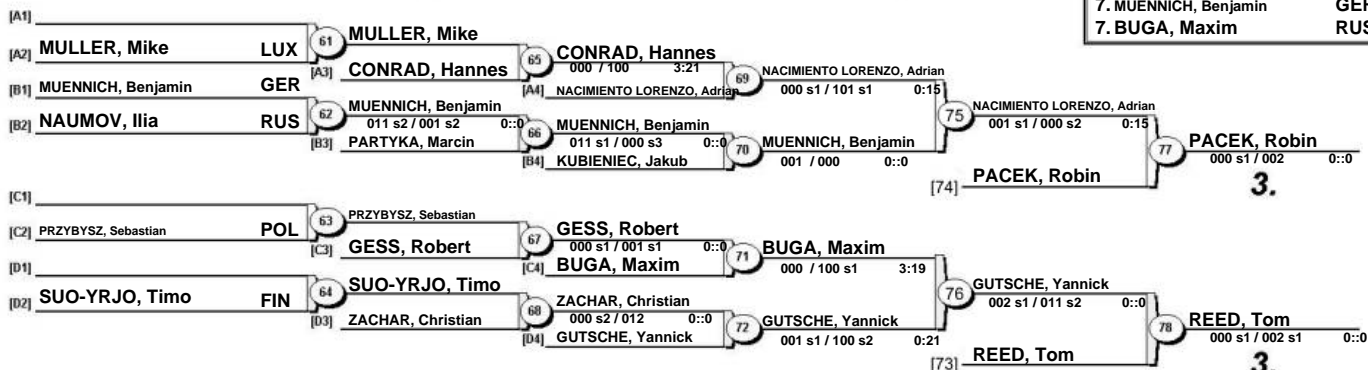 7. MUENNICH, Benjamin GER
7. BUGA, Maxim RUS
[A1]
[A2] MULLER, Mike LUX
61 MULLER, Mike
[A3] CONRAD, Hannes
65 CONRAD, Hannes
000 / 100 3:21
[A4] NACIMIENTO LORENZO, Adrian
69 NACIMIENTO LORENZO, Adrian
000 s1 / 101 s1 0:15
[B1] MUENNICH, Benjamin GER
[B2] NAUMOV, Ilia RUS
62 MUENNICH, Benjamin
011 s2 / 001 s2 0::0
[B3] PARTYKA, Marcin
66 MUENNICH, Benjamin
011 s1 / 000 s3 0::0
[B4] KUBIENIEC, Jakub
70 MUENNICH, Benjamin
001 / 000 0::0
75 NACIMIENTO LORENZO, Adrian
001 s1 / 000 s2 0:15
[74] PACEK, Robin
77 PACEK, Robin
000 s1 / 002 0::0
3.
[C1]
[C2] PRZYBYSZ, Sebastian POL
63 PRZYBYSZ, Sebastian
[C3] GESS, Robert
67 GESS, Robert
000 s1 / 001 s1 0::0
[C4] BUGA, Maxim
71 BUGA, Maxim
000 / 100 s1 3:19
[D1]
[D2] SUO-YRJO, Timo FIN
64 SUO-YRJO, Timo
[D3] ZACHAR, Christian
68 ZACHAR, Christian
000 s2 / 012 0::0
[D4] GUTSCHE, Yannick
72 GUTSCHE, Yannick
001 s1 / 100 s2 0:21
76 GUTSCHE, Yannick
002 s1 / 011 s2 0::0
[73] REED, Tom
78 REED, Tom
000 s1 / 002 s1 0::0
3.